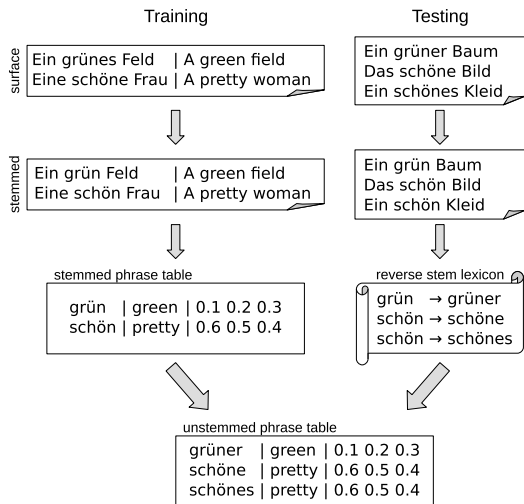 Training
Testing
surface
Ein grünes Feld | A green field
Eine schöne Frau | A pretty woman
Ein grüner Baum
Das schöne Bild
Ein schönes Kleid
stemmed
Ein grün Feld | A green field
Eine schön Frau | A pretty woman
Ein grün Baum
Das schön Bild
Ein schön Kleid
stemmed phrase table
grün | green | 0.1 0.2 0.3
schön | pretty | 0.6 0.5 0.4
reverse stem lexicon
grün → grüner
schön → schöne
schön → schönes
unstemmed phrase table
grüner | green | 0.1 0.2 0.3
schöne | pretty | 0.6 0.5 0.4
schönes | pretty | 0.6 0.5 0.4